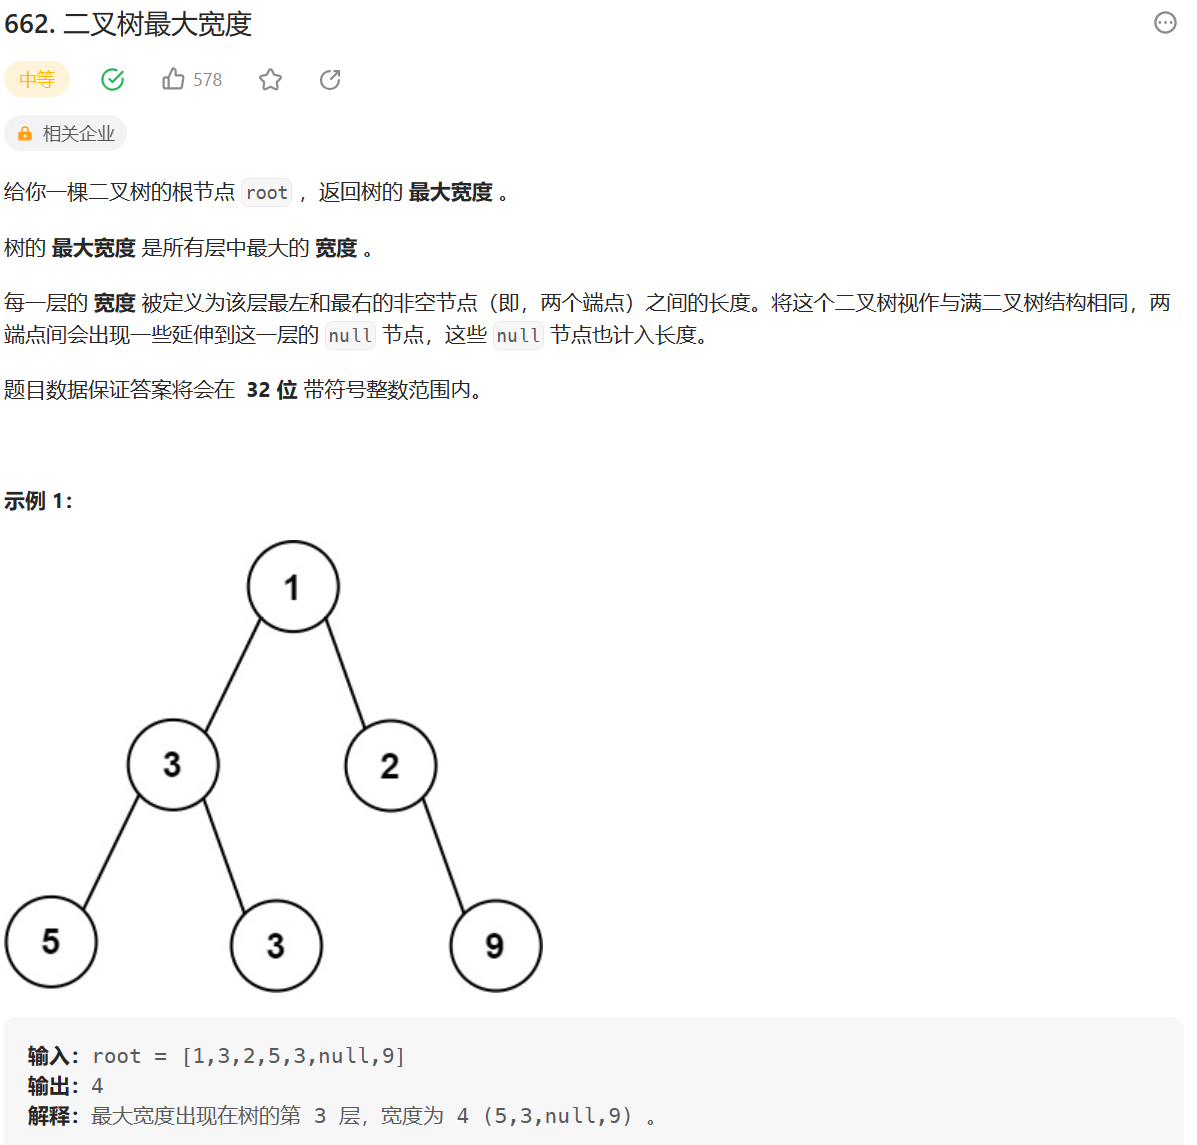 662. 二叉树最大宽度
中等
578
相关企业
给你一棵二叉树的根节点 root ，返回树的 最大宽度 。
树的 最大宽度 是所有层中最大的 宽度 。
每一层的 宽度 被定义为该层最左和最右的非空节点（即，两个端点）之间的长度。将这个二叉树视作与满二叉树结构相同，两
端点间会出现一些延伸到这一层的 null 节点，这些 null 节点也计入长度。
题目数据保证答案将会在 32 位 带符号整数范围内。
示例 1：
1
3 2
5 3 9
输入：root = [1,3,2,5,3,null,9]
输出：4
解释：最大宽度出现在树的第 3 层，宽度为 4 (5,3,null,9) 。